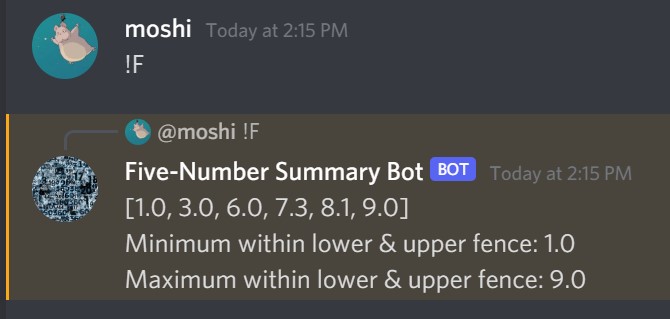 moshi Today at 2:15 PM
!F
@moshi !F
Five-Number Summary Bot BOT Today at 2:15 PM
[1.0, 3.0, 6.0, 7.3, 8.1, 9.0]
Minimum within lower & upper fence: 1.0
Maximum within lower & upper fence: 9.0